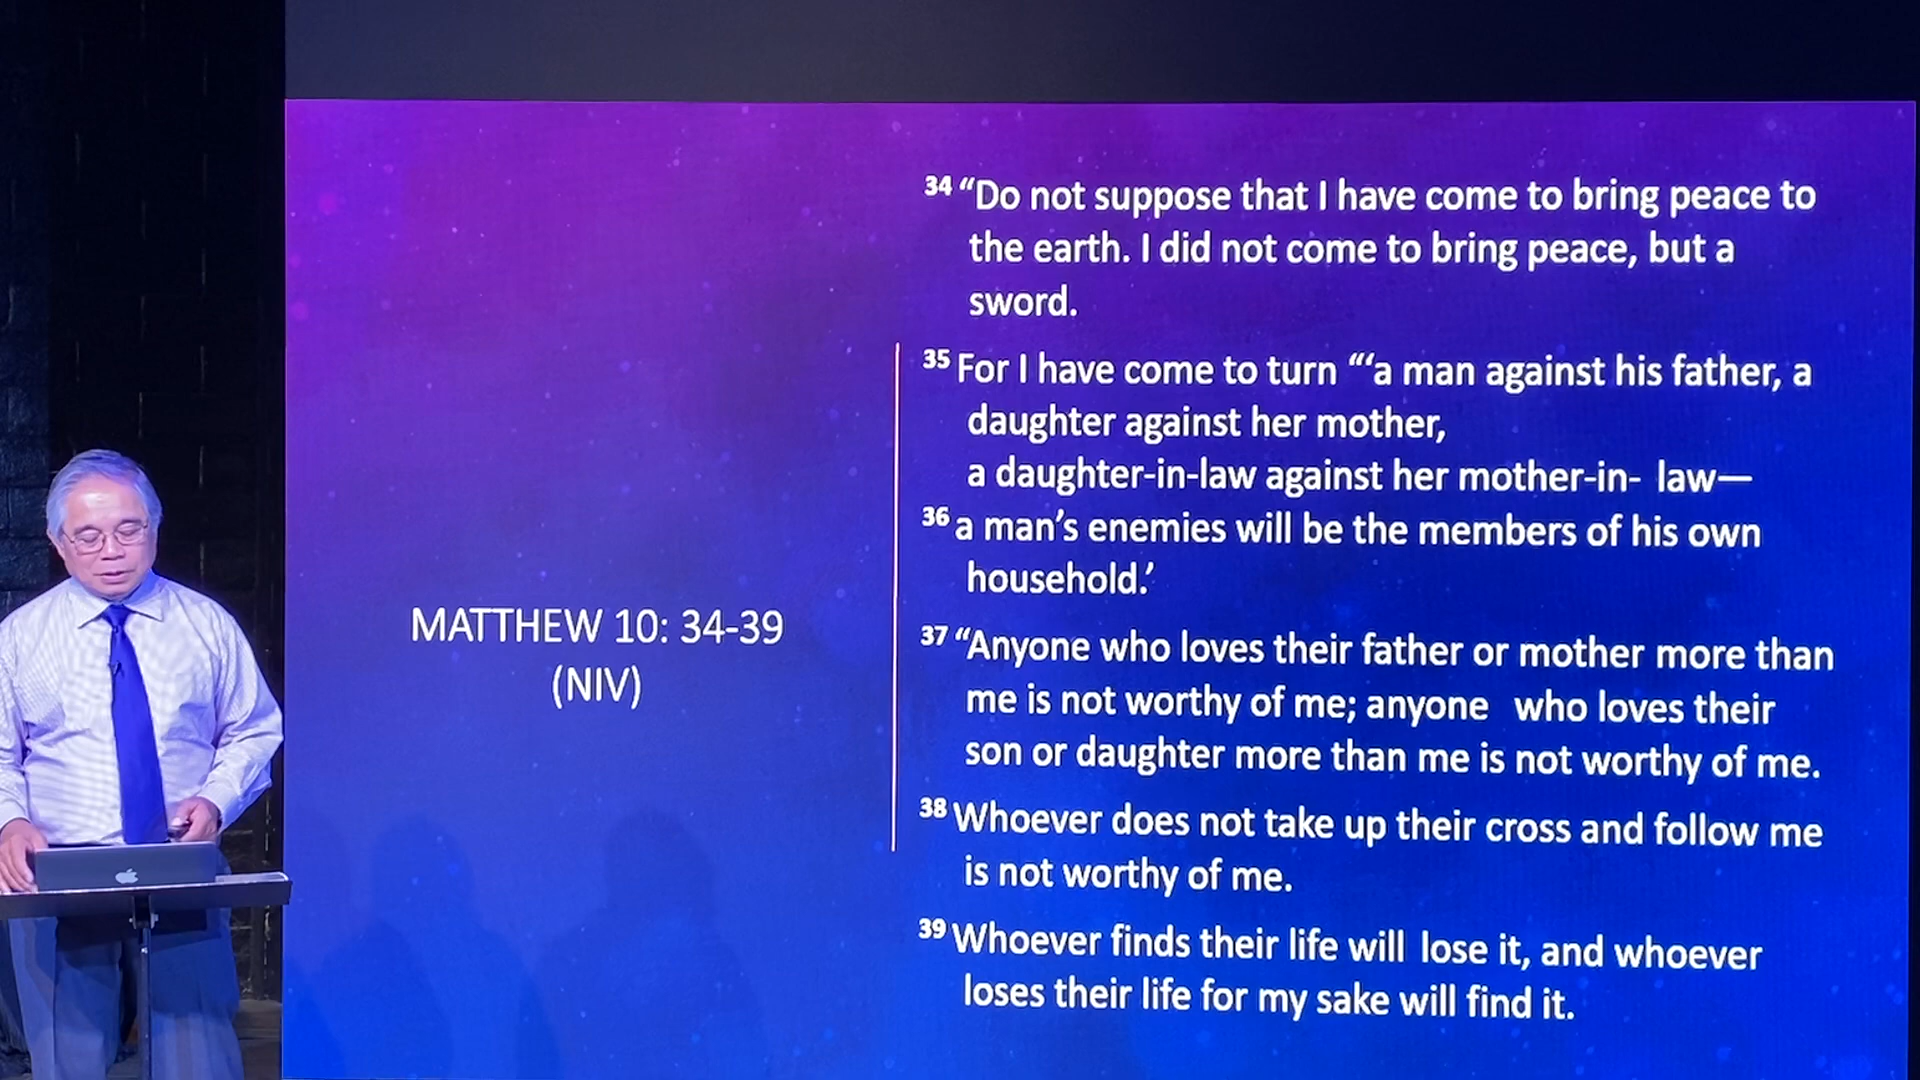 MATTHEW 10: 34-39
(NIV)
34 “Do not suppose that I have come to bring peace to
the earth. I did not come to bring peace, but a
sword.
35 For I have come to turn “‘a man against his father, a
daughter against her mother,
a daughter-in-law against her mother-in- law—
36 a man’s enemies will be the members of his own
household.’
37 “Anyone who loves their father or mother more than
me is not worthy of me; anyone who loves their
son or daughter more than me is not worthy of me.
38 Whoever does not take up their cross and follow me
is not worthy of me.
39 Whoever finds their life will lose it, and whoever
loses their life for my sake will find it.